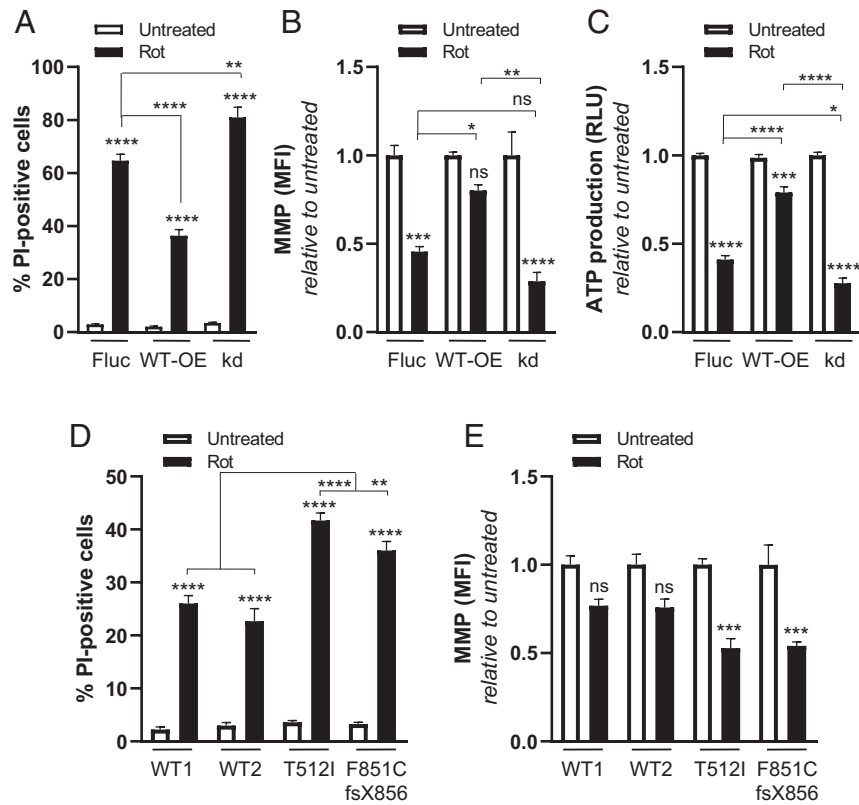 A
Untreated
Rot
% PI-positive cells
100
80
60
40
20
0
**
****
****
****
****
Fluc WT-OE kd
B
Untreated
Rot
MMP (MFI)
relative to untreated
1.5
1.0
0.5
0.0
**
ns
*
ns
***
****
Fluc WT-OE kd
C
Untreated
Rot
ATP production (RLU)
relative to untreated
1.5
1.0
0.5
0.0
****
*
****
***
****
****
Fluc WT-OE kd
D
Untreated
Rot
% PI-positive cells
50
40
30
20
10
0
**** **
****
****
****
****
WT1 WT2 T512I F851C
fsX856
E
Untreated
Rot
MMP (MFI)
relative to untreated
1.5
1.0
0.5
0.0
ns ns
*** ***
WT1 WT2 T512I F851C
fsX856